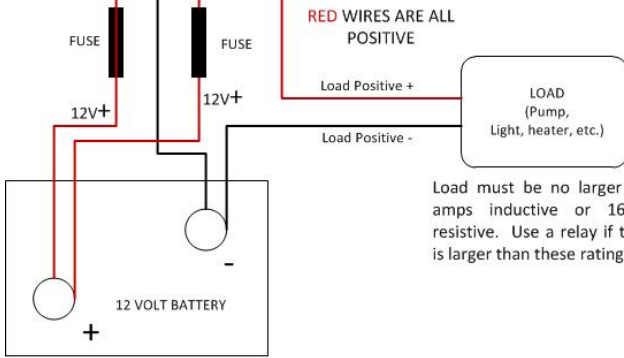 RED WIRES ARE ALL
POSITIVE
FUSE
FUSE
12V+
12V+
Load Positive +
Load Positive -
LOAD
(Pump,
Light, heater, etc.)
Load must be no larger
amps inductive or 16
resistive. Use a relay if
is larger than these rating
-
+
12 VOLT BATTERY